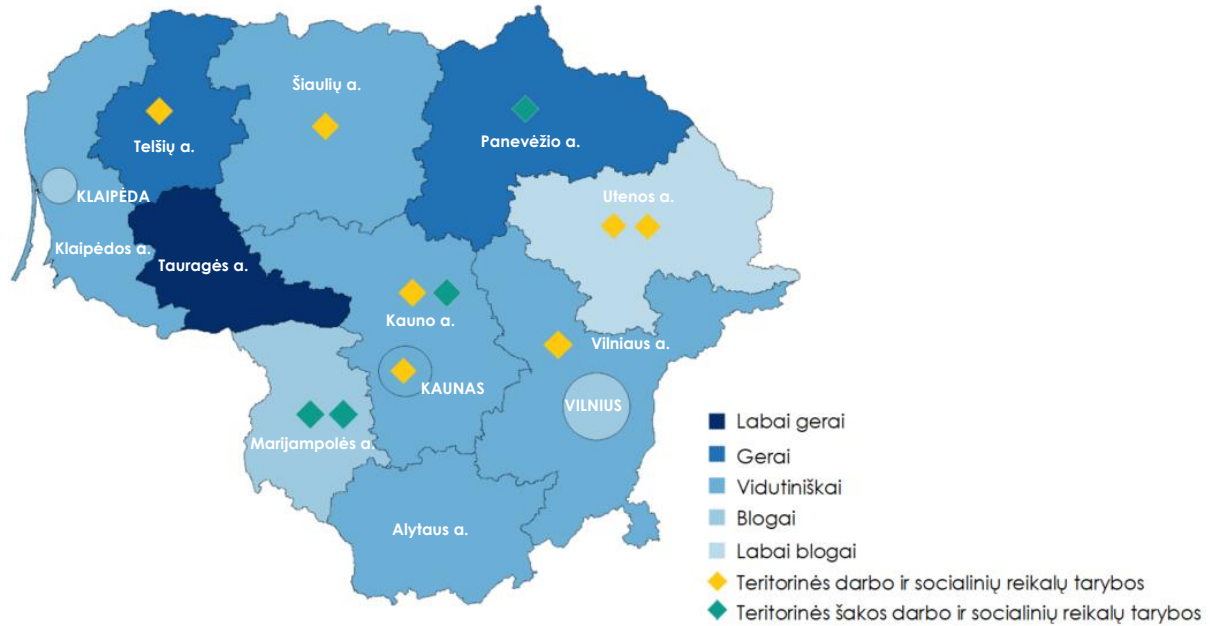 Šiaulių a.
Telšių a.
Panevėžio a.
KLAIPĖDA
Utenos a.
Klaipėdos a.
Tauragės a.
Kauno a.
Vilniaus a.
KAUNAS
VILNIUS
Marijampolės a.
Alytaus a.
Labai gerai
Gerai
Vidutiniškai
Blogai
Labai blogai
Teritorinės darbo ir socialinių reikalų tarybos
Teritorinės šakos darbo ir socialinių reikalų tarybos